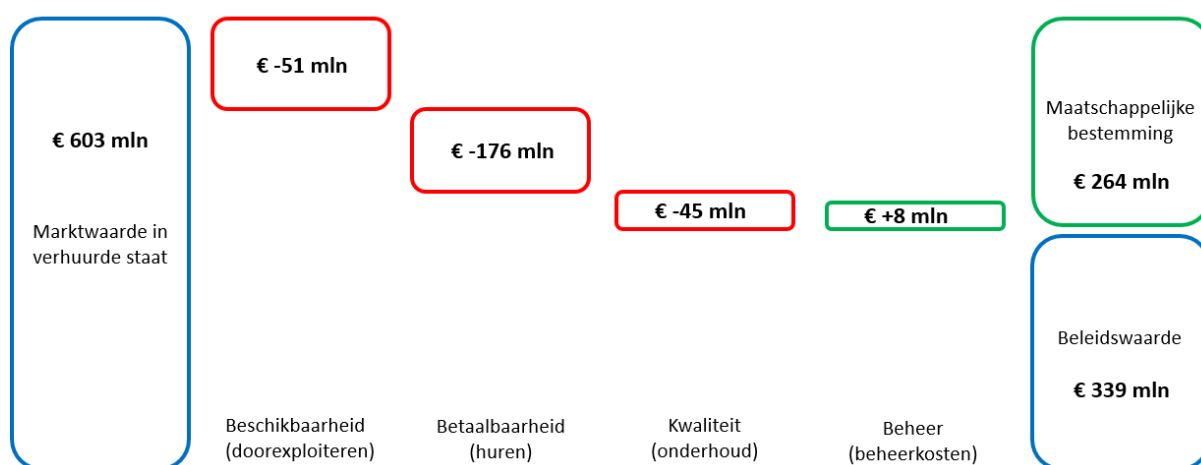 € 603 mln
Marktwaarde in
verhuurde staat
€ -51 mln
Beschikbaarheid
(doorexploiteren)
€ -176 mln
Betaalbaarheid
(huren)
€ -45 mln
Kwaliteit
(onderhoud)
€ +8 mln
Beheer
(beheerkosten)
Maatschappelijke
bestemming
€ 264 mln
Beleidswaarde
€ 339 mln